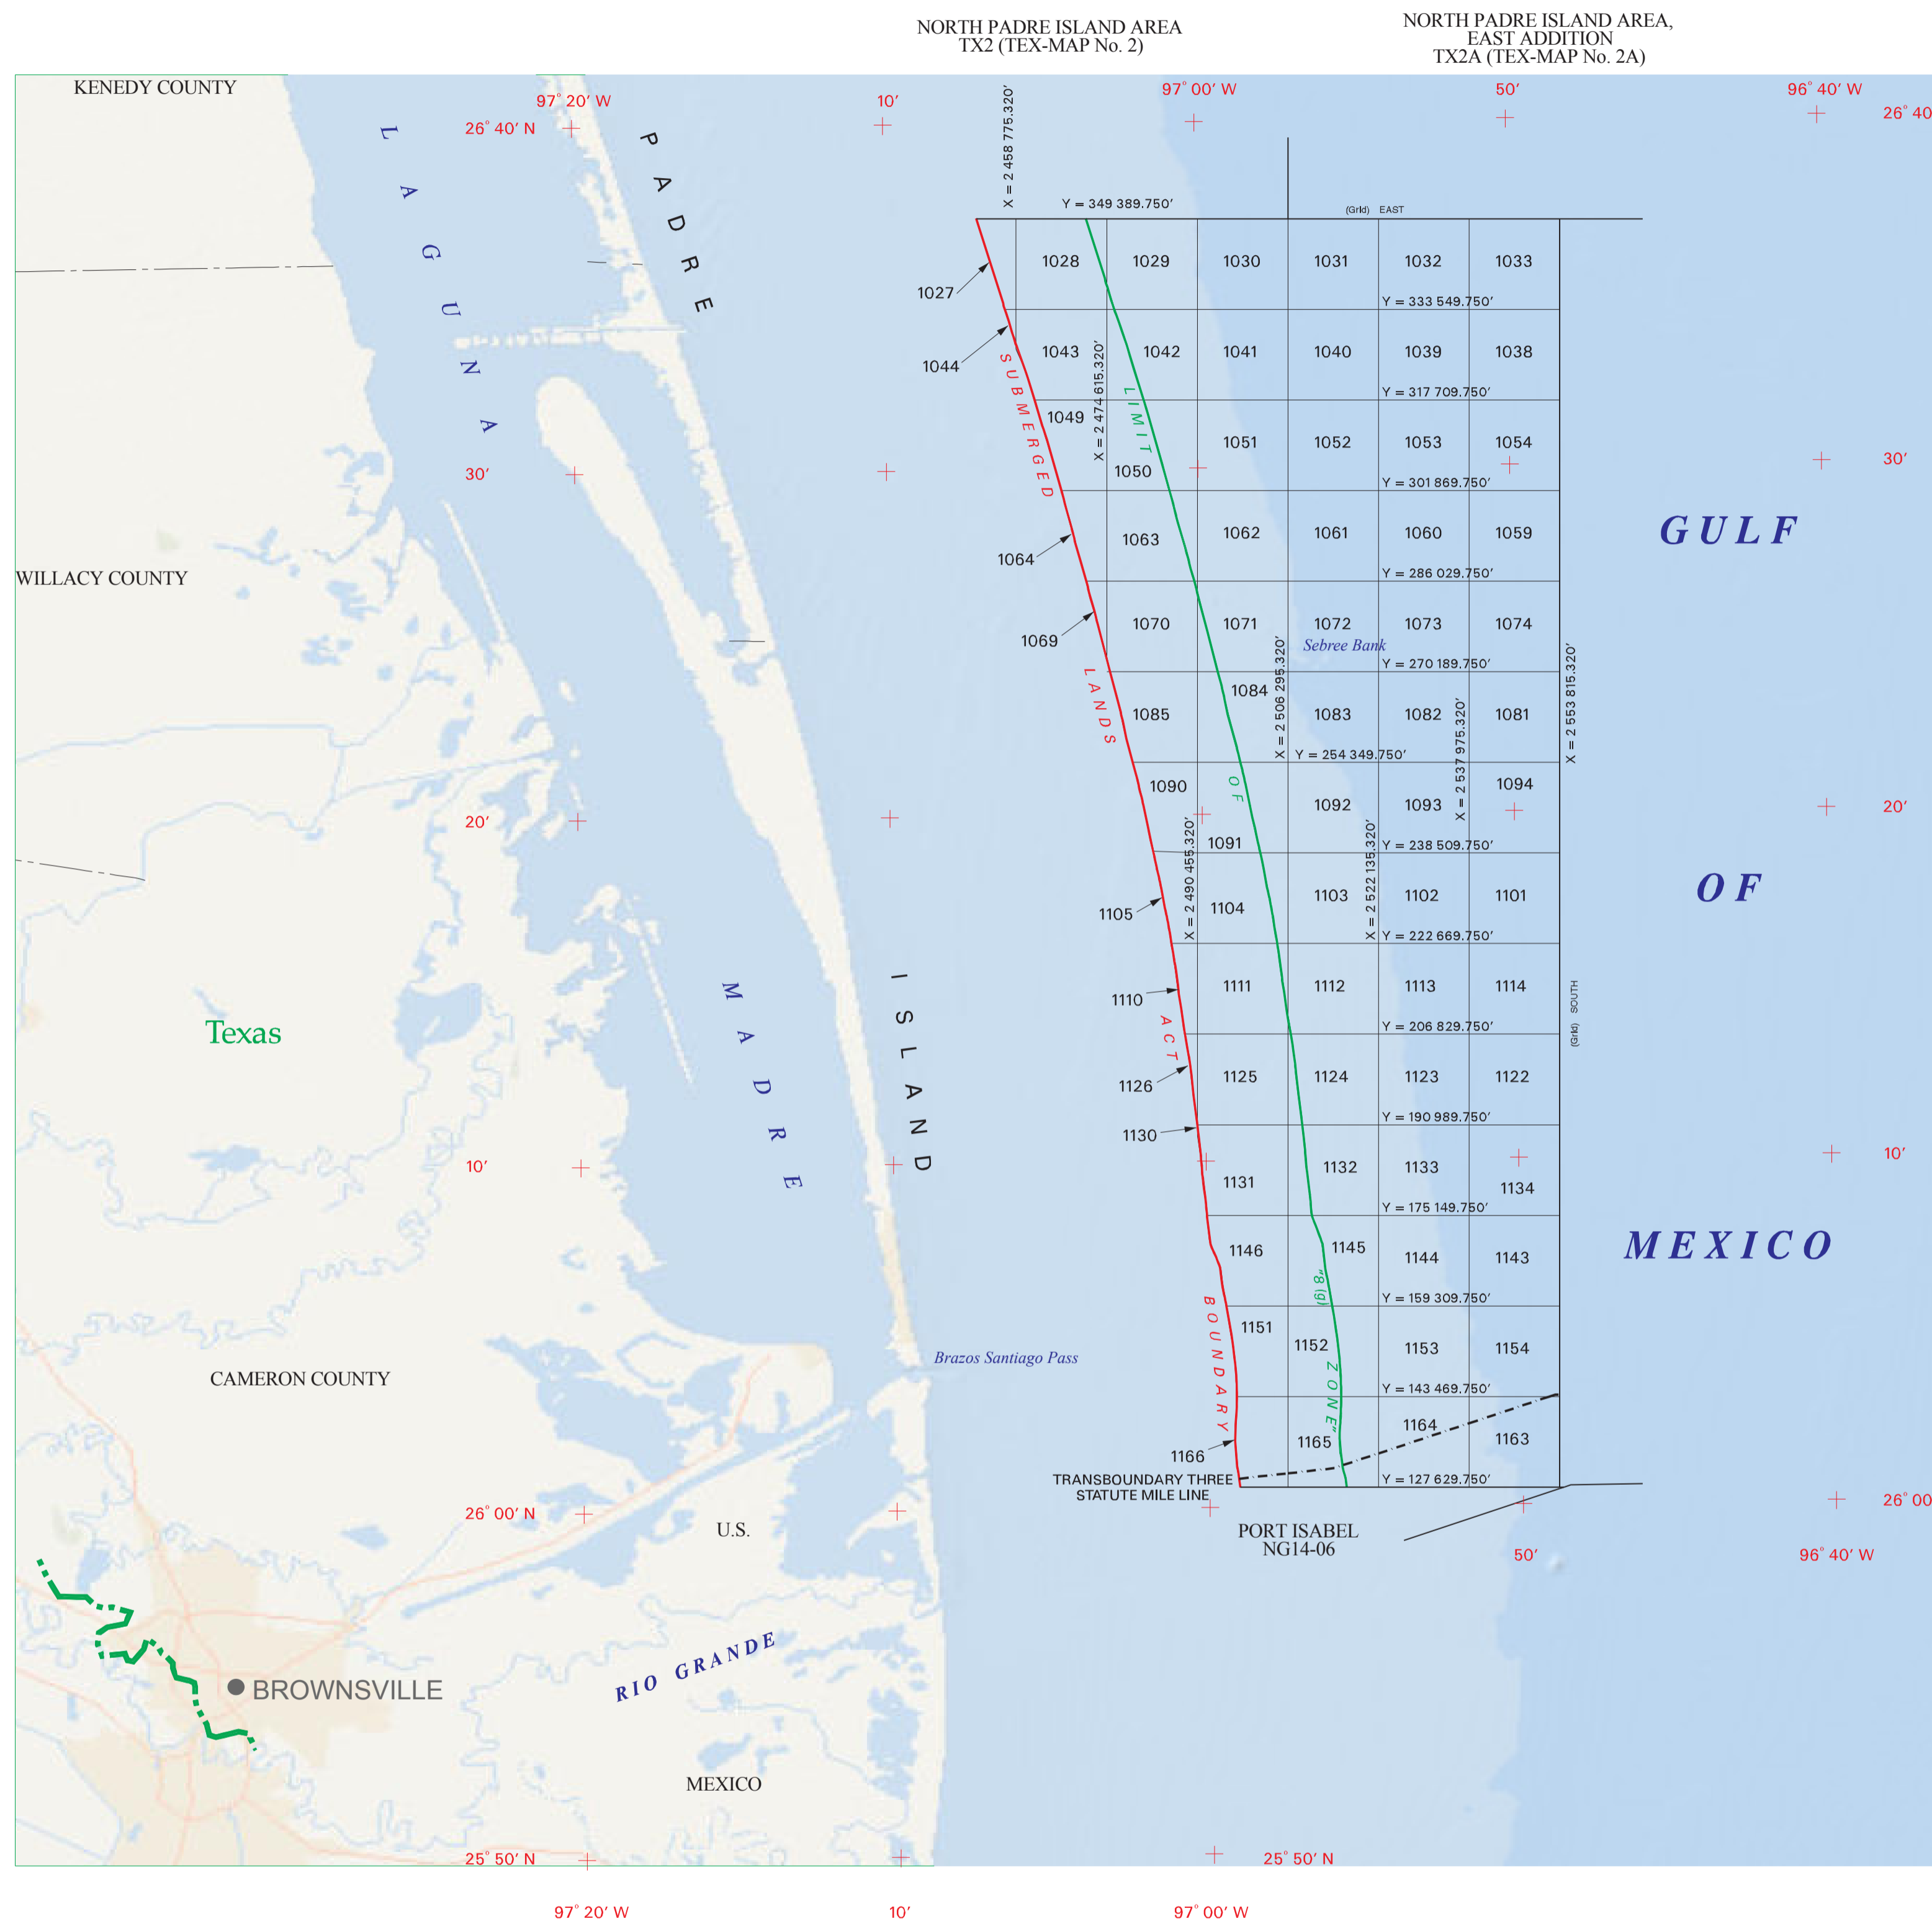 NORTH PADRE ISLAND AREA
TX2 (TEX-MAP No. 2)
NORTH PADRE ISLAND AREA,
EAST ADDITION
TX2A (TEX-MAP No. 2A)
KENEDY COUNTY
97° 20′ W
10′
97° 00′ W
50′
96° 40′ W
26° 40′ N
26° 40
LAGUNA
PADRE
X = 2 458 775.320′
Y = 349 389.750′
(Grid) EAST
1028
1029
1030
1031
1032
1033
1027
Y = 333 549.750′
1044
1043
1042
1041
1040
1039
1038
SUBMERGED
X = 2 474 615.320′
LIMIT
Y = 317 709.750′
1049
1050
1051
1052
1053
1054
30′
30′
Y = 301 869.750′
GULF
1064
1063
1062
1061
1060
1059
WILLACY COUNTY
Y = 286 029.750′
1069
1070
1071
1072
1073
1074
Sebree Bank
X = 2 506 295.320′
Y = 270 189.750′
X = 2 553 815.320′
LANDS
1085
1084
1083
1082
1081
X = 2 537 975.320′
Y = 254 349.750′
1090
OF
1091
1092
1093
1094
20′
20′
X = 2 490 455.320′
X = 2 522 135.320′
Y = 238 509.750′
OF
1105
1104
1103
1102
1101
Y = 222 669.750′
MADRE
ISLAND
1110
1111
1112
1113
1114
(Grid) SOUTH
Texas
ACT
Y = 206 829.750′
1126
1125
1124
1123
1122
Y = 190 989.750′
1130
10′
10′
1131
1132
1133
1134
Y = 175 149.750′
MEXICO
1146
1145
1144
1143
"8(g)
Y = 159 309.750′
BOUNDARY
1151
1152
1153
1154
ZONE"
Brazos Santiago Pass
CAMERON COUNTY
Y = 143 469.750′
1166
1165
1164
1163
TRANSBOUNDARY THREE
STATUTE MILE LINE
Y = 127 629.750′
26° 00′ N
26° 00
U.S.
PORT ISABEL
NG14-06
50′
96° 40′ W
RIO GRANDE
BROWNSVILLE
MEXICO
25° 50′ N
25° 50′ N
97° 20′ W
10′
97° 00′ W